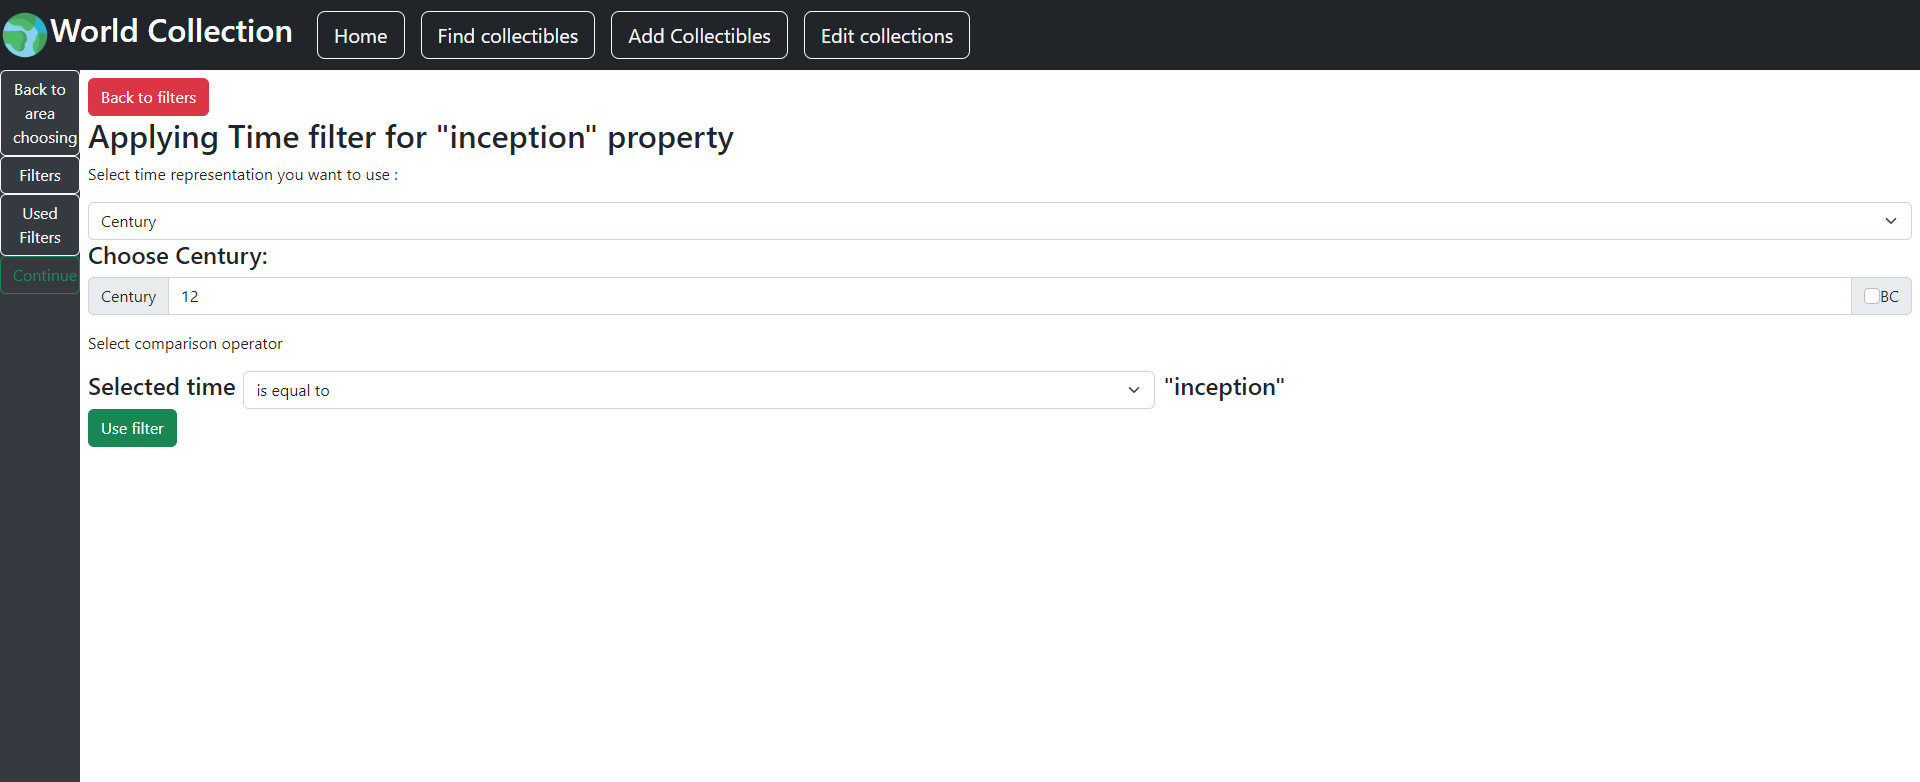 World Collection
Home
Find collectibles
Add Collectibles
Edit collections
Back to
area
choosing
Filters
Used
Filters
Continue
Back to filters
Applying Time filter for "inception" property
Select time representation you want to use :
Century
Choose Century:
Century 12 BC
Select comparison operator
Selected time is equal to "inception"
Use filter